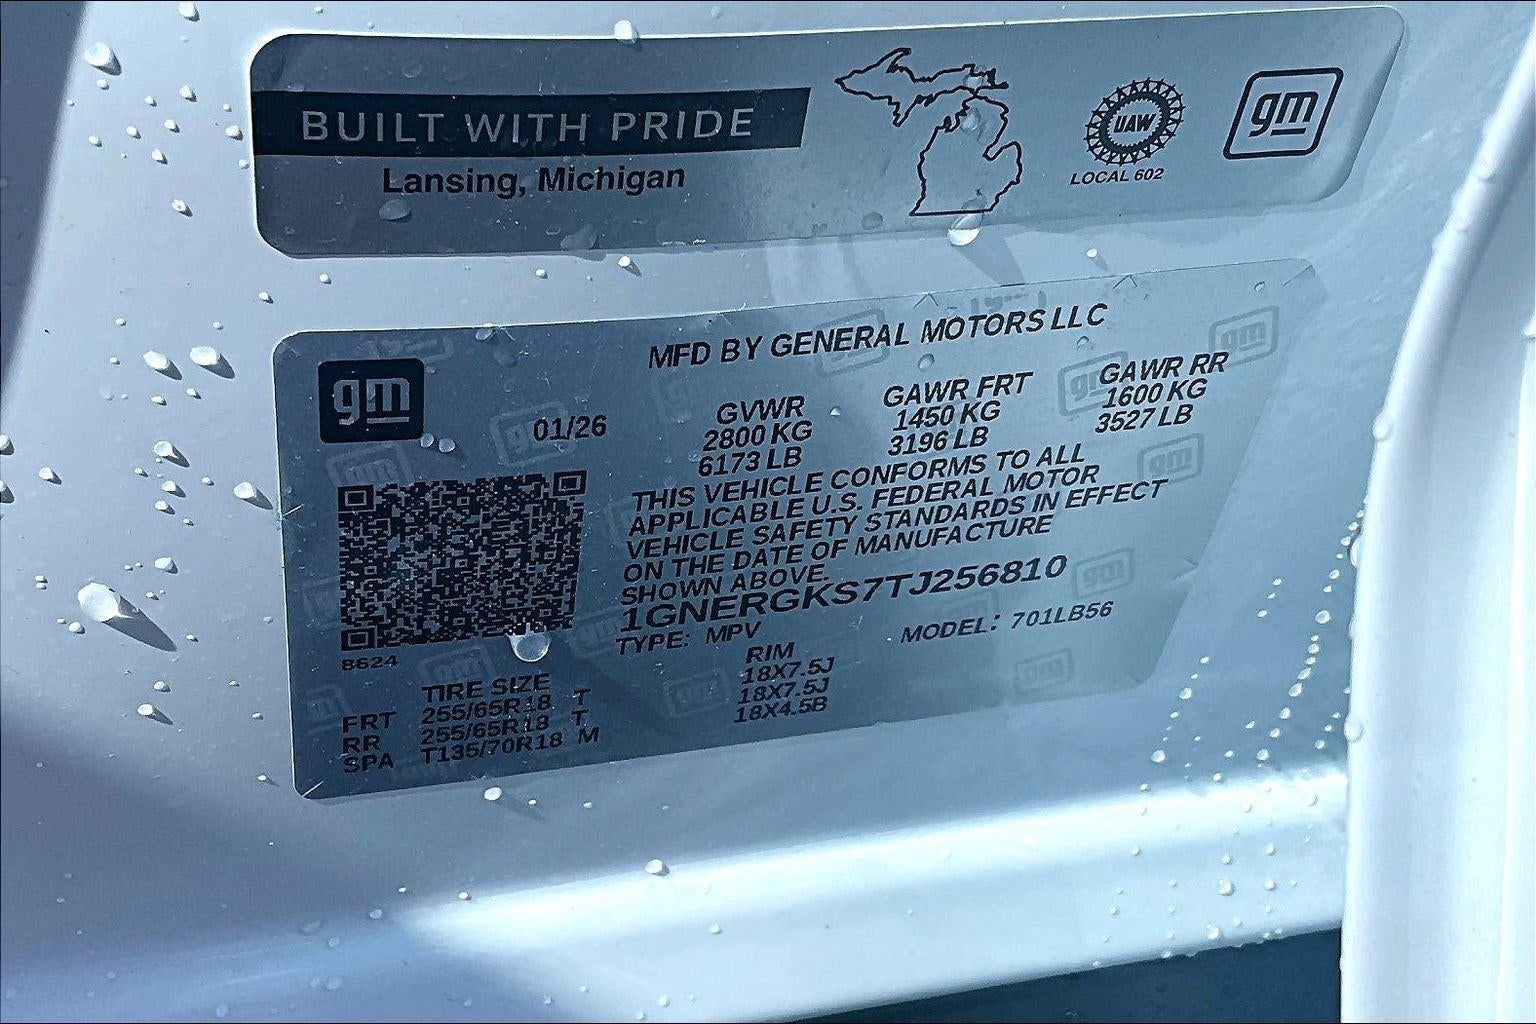 BUILT WITH PRIDE
Lansing, Michigan
UAW
LOCAL 602
gm
MFD BY GENERAL MOTORS LLC
gm
01/26
GVWR
2800 KG
6173 LB
GAWR FRT
1450 KG
3196 LB
GAWR RR
1600 KG
3527 LB
THIS VEHICLE CONFORMS TO ALL
APPLICABLE U.S. FEDERAL MOTOR
VEHICLE SAFETY STANDARDS IN EFFECT
ON THE DATE OF MANUFACTURE
SHOWN ABOVE.
1GNERGKS7TJ256810
TYPE: MPV
MODEL: 701LB56
8624
TIRE SIZE
RIM
FRT 255/65R18 T 18X7.5J
RR 255/65R18 T 18X7.5J
SPA T135/70R18 M 18X4.5B